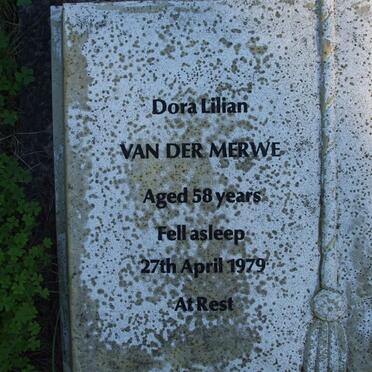 Dora Lilian
VAN DER MERWE
Aged 58 years
Fell asleep
27th April 1979
At Rest